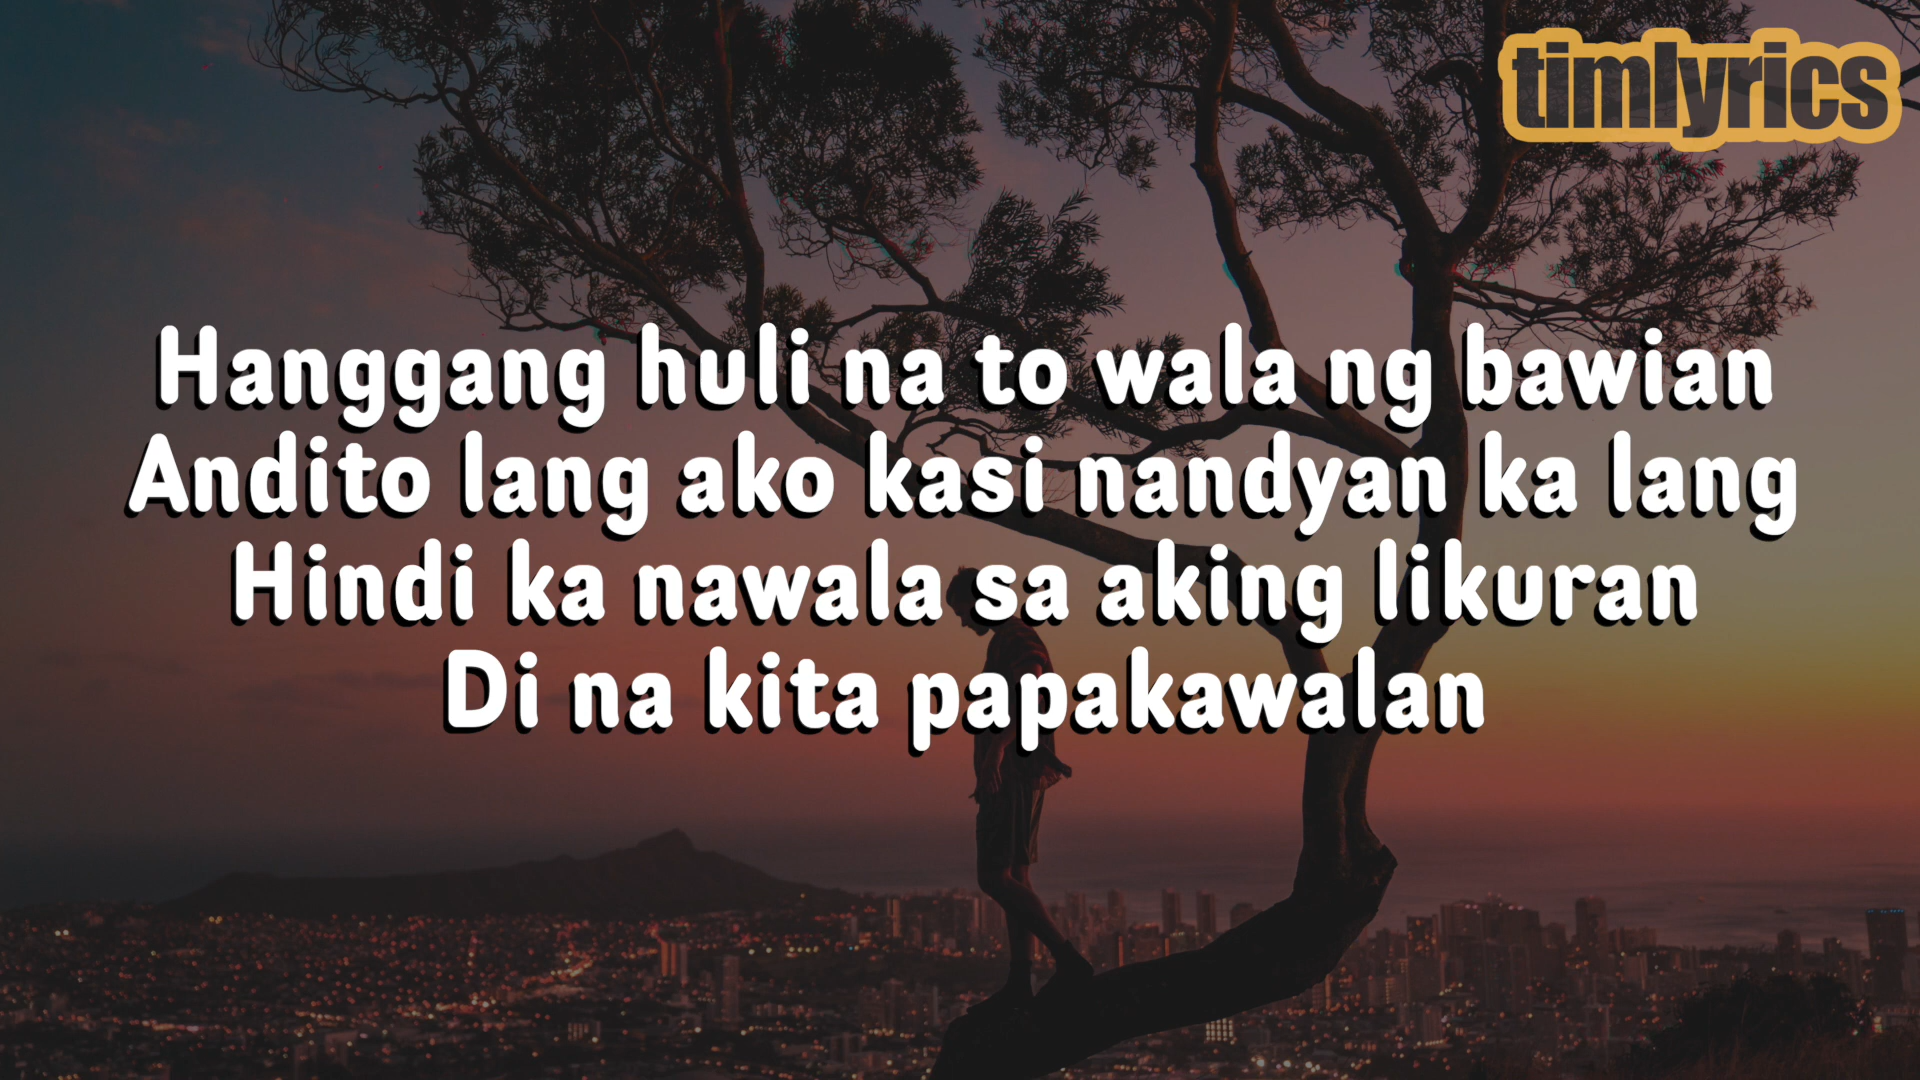 timlyrics
Hanggang huli na to wala ng bawian
Andito lang ako kasi nandyan ka lang
Hindi ka nawala sa aking likuran
Di na kita papakawalan